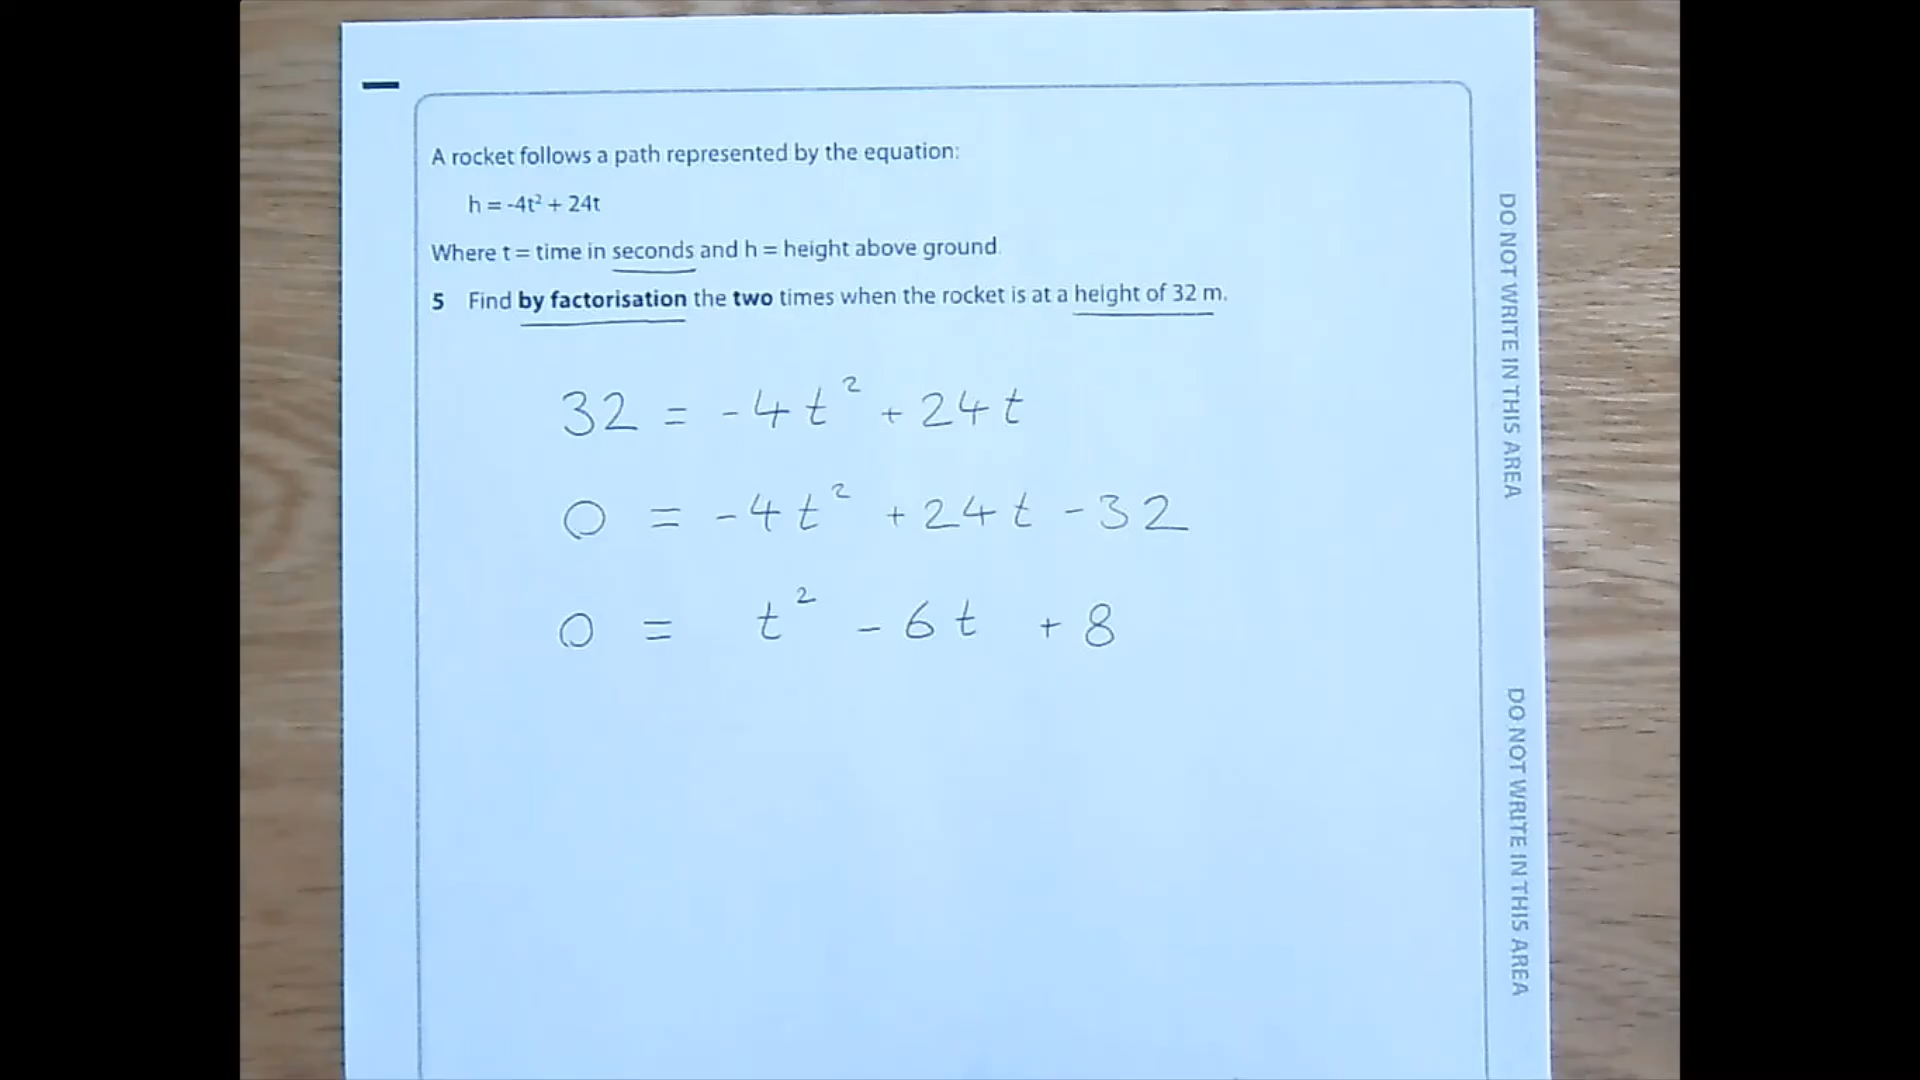 A rocket follows a path represented by the equation:
h = -4t² + 24t
Where t = time in seconds and h = height above ground.
5 Find by factorisation the two times when the rocket is at a height of 32 m.
32 = -4t² + 24t
0 = -4t² + 24t - 32
0 = t² - 6t + 8
DO NOT WRITE IN THIS AREA
DO NOT WRITE IN THIS AREA